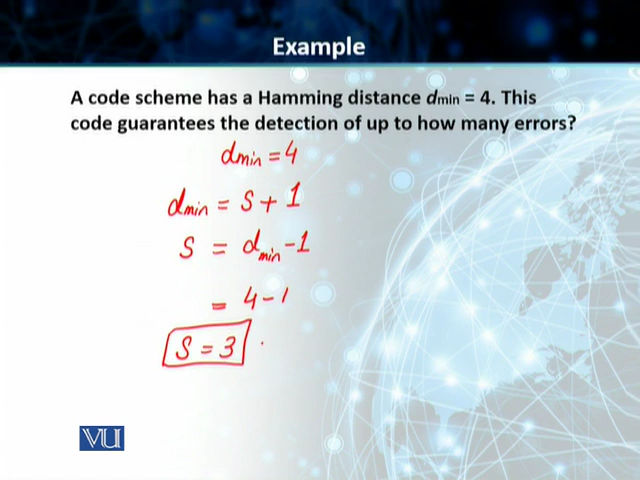 Example
A code scheme has a Hamming distance dmin = 4. This
code guarantees the detection of up to how many errors?
dmin = 4
dmin = S + 1
S = dmin - 1
= 4 - 1
S = 3
VU